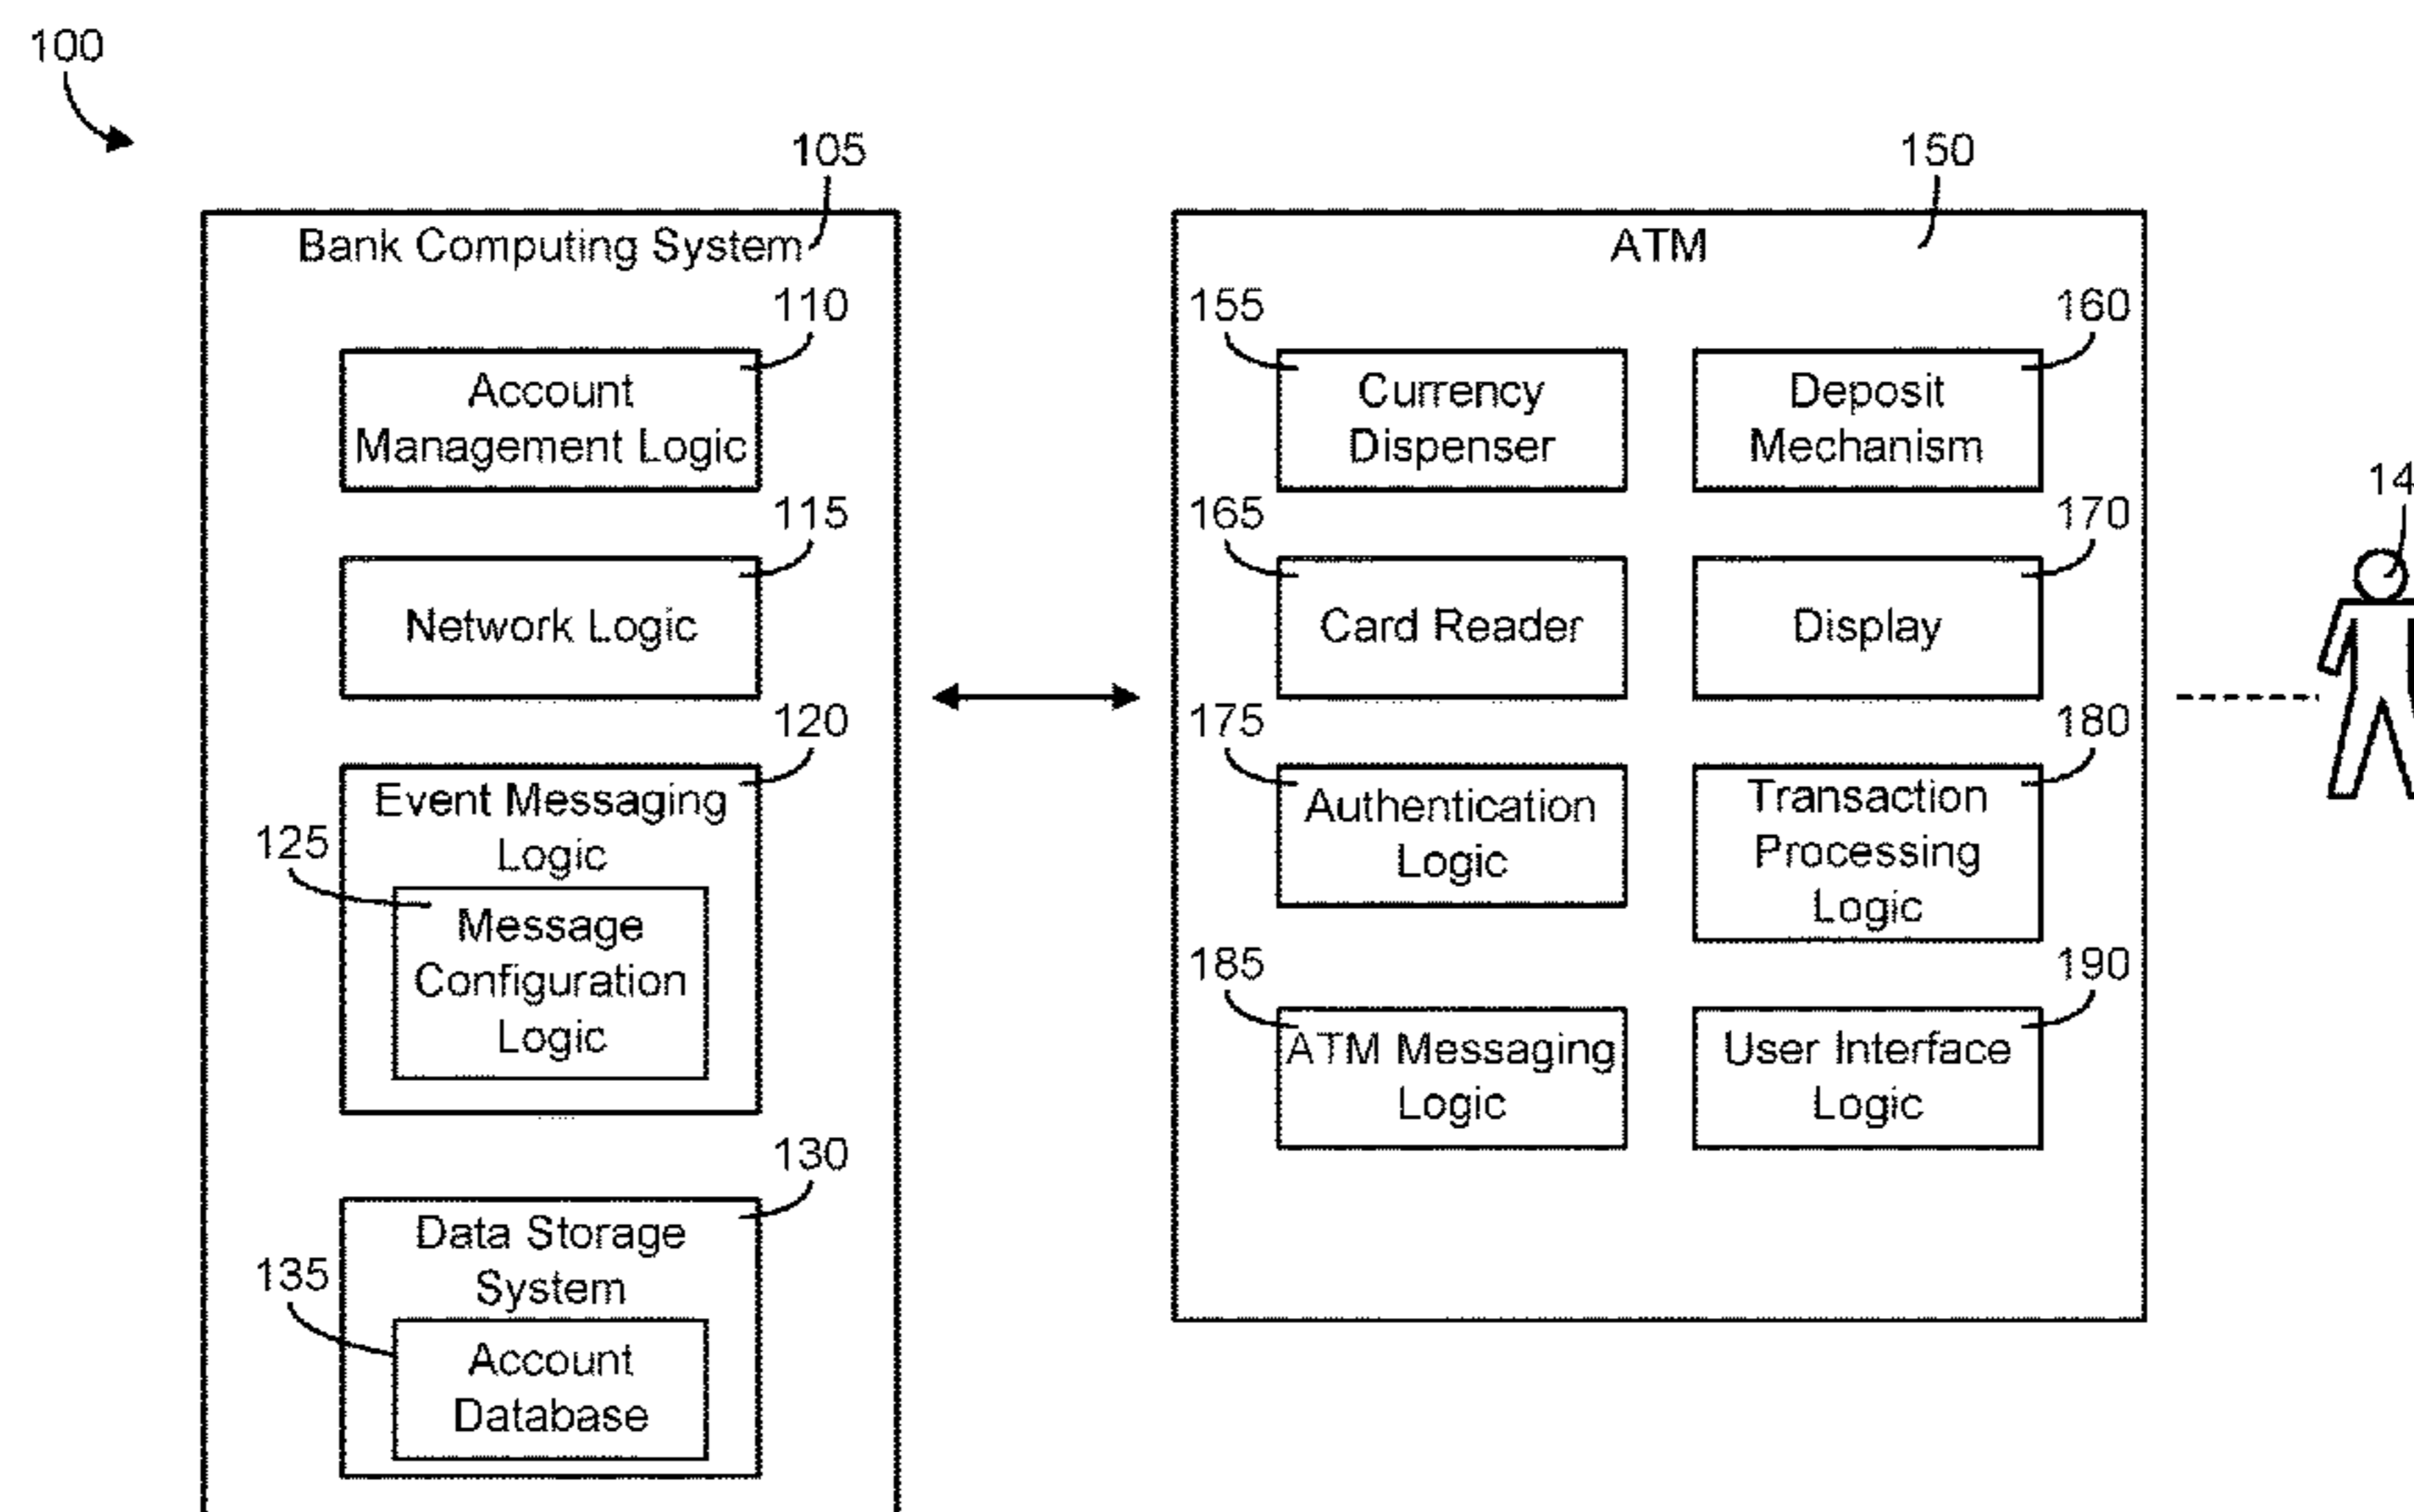 100
105
Bank Computing System
110
Account
Management Logic
115
Network Logic
120
Event Messaging
Logic
125
Message
Configuration
Logic
130
Data Storage
System
135
Account
Database
150
ATM
155
Currency
Dispenser
160
Deposit
Mechanism
165
Card Reader
170
Display
175
Authentication
Logic
180
Transaction
Processing
Logic
185
ATM Messaging
Logic
190
User Interface
Logic